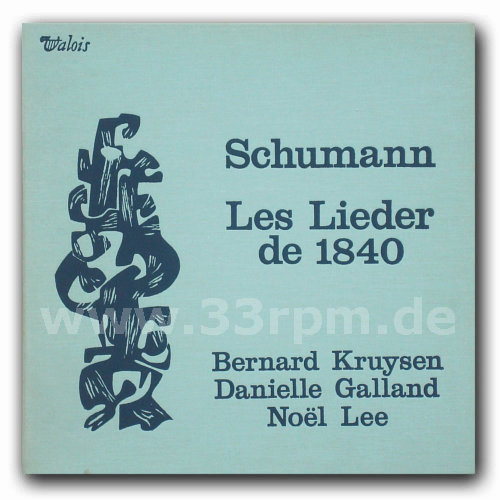 Valois
Schumann
Les Lieder
de 1840
www.33rpm.de
Bernard Kruysen
Danielle Galland
Noël Lee